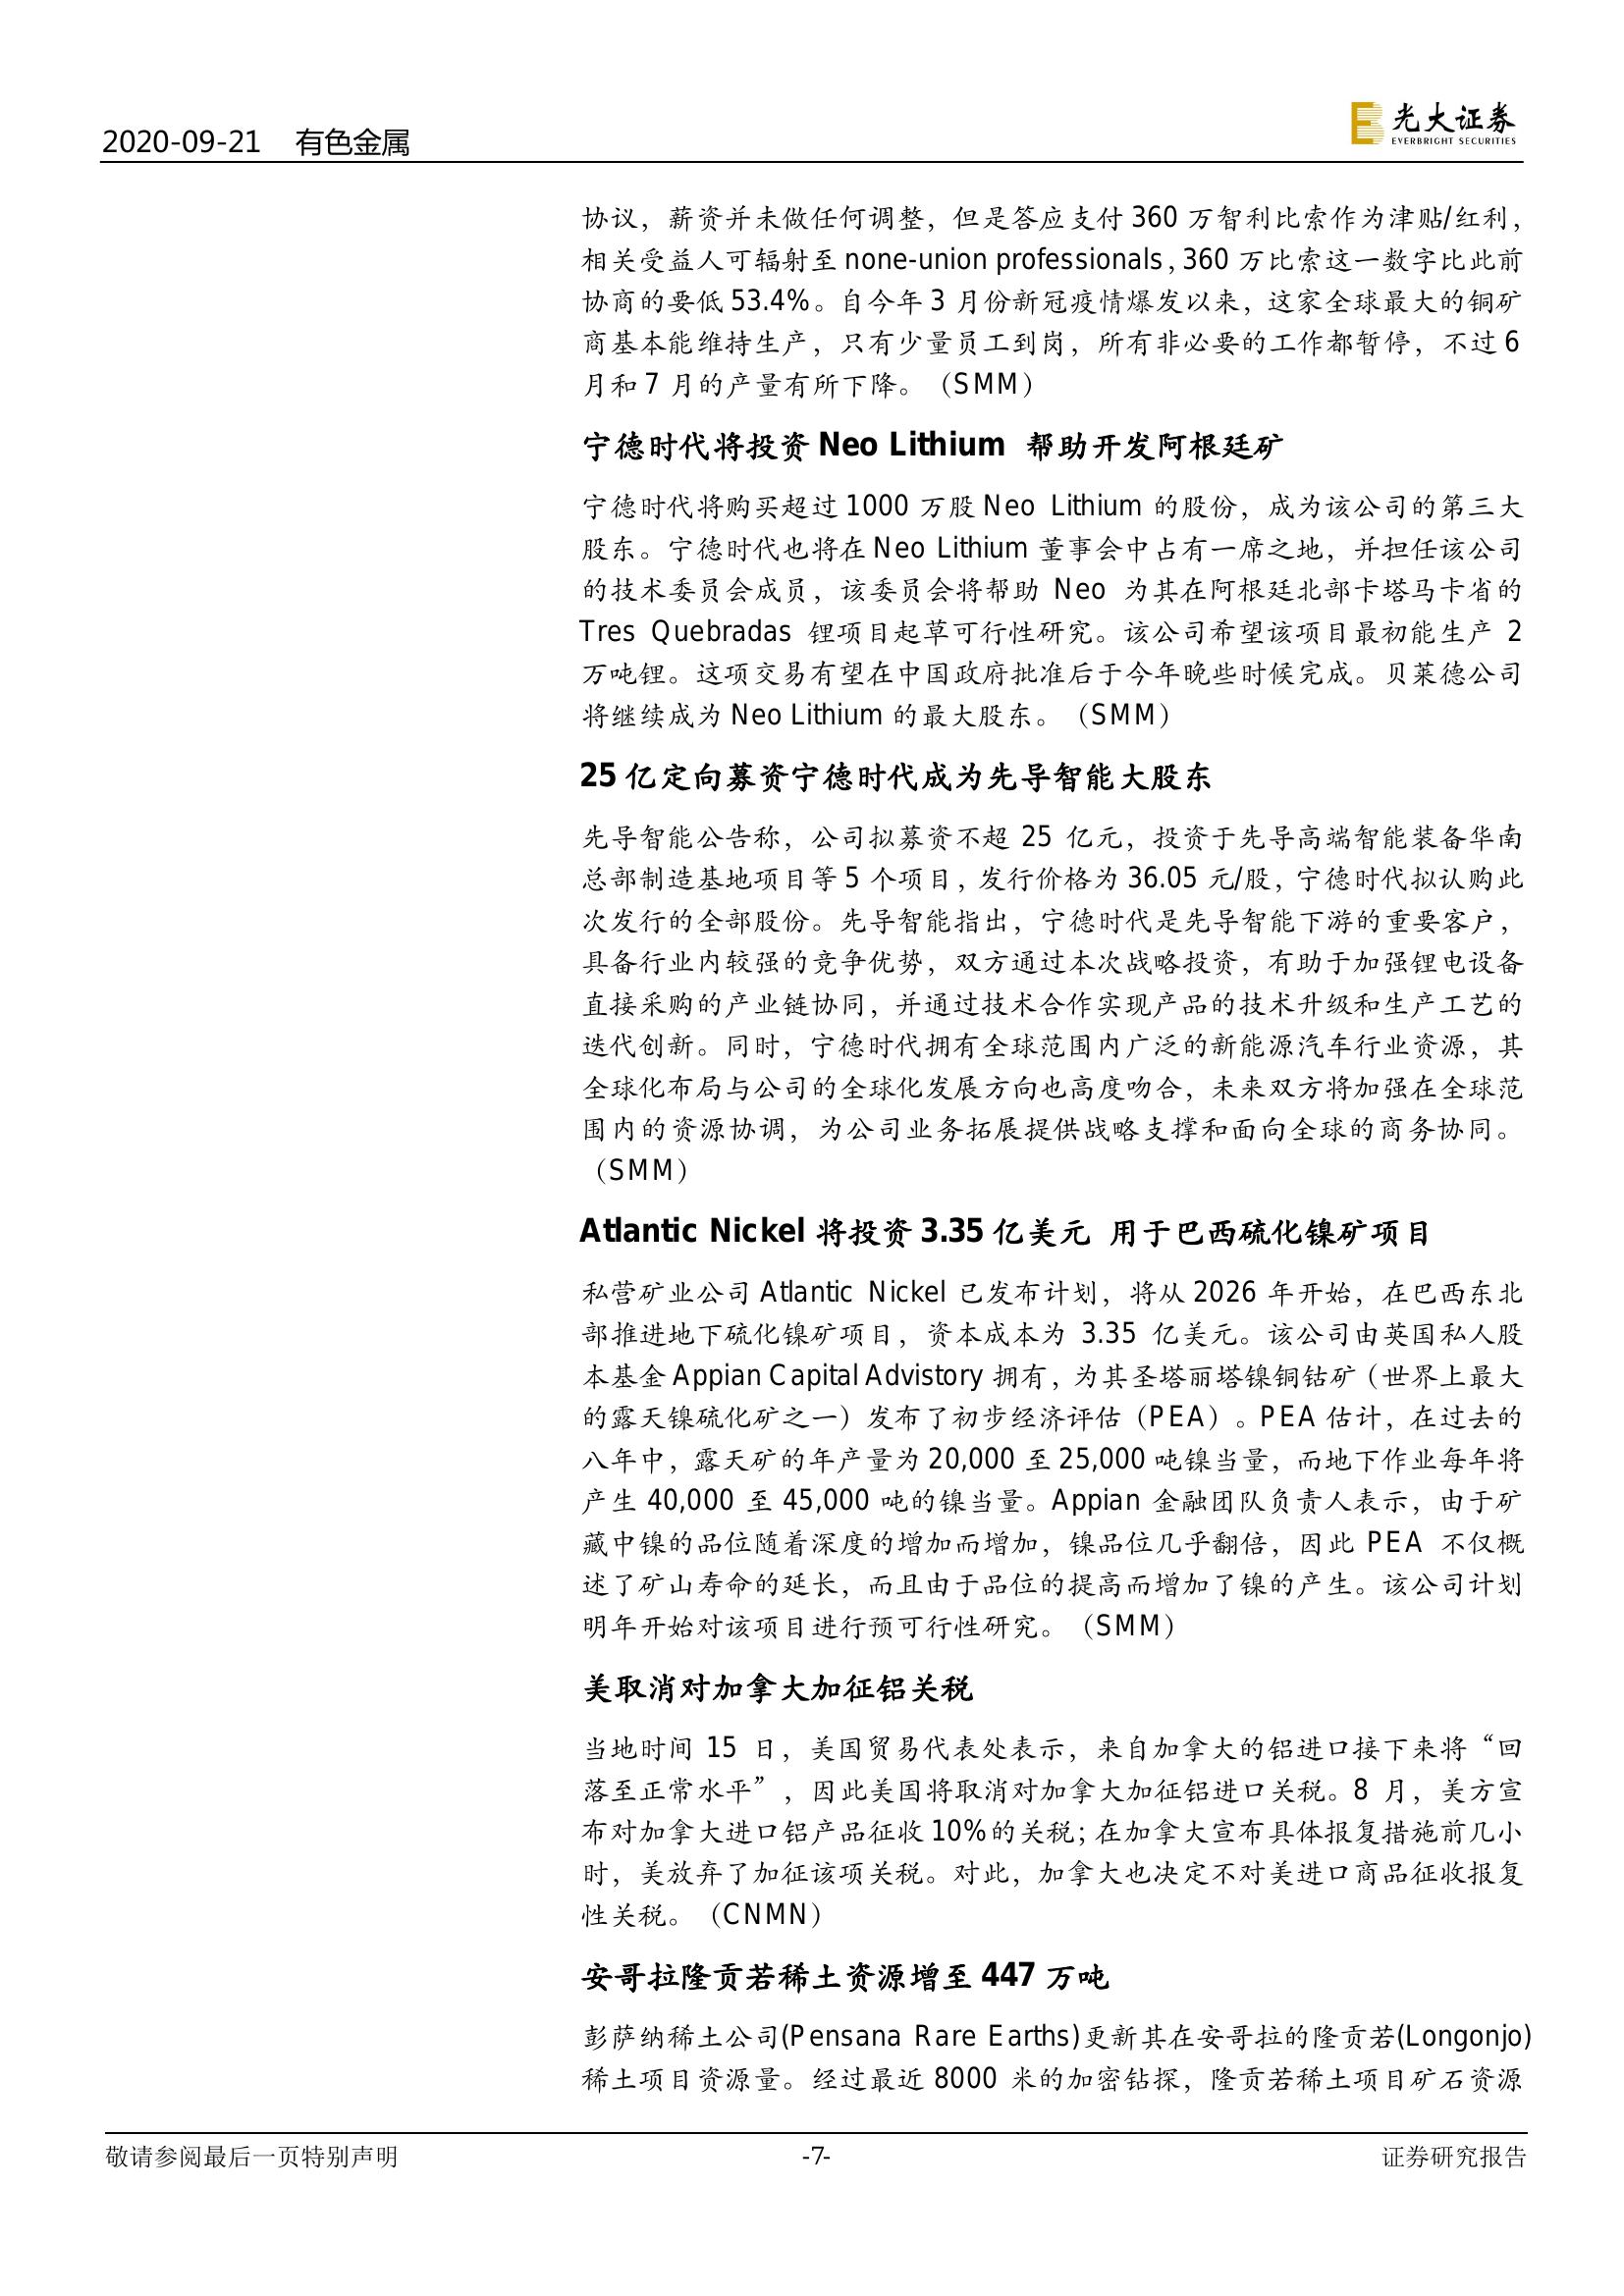 2020-09-21 有色金属
光大证券
EVERBRIGHT SECURITIES
协议，薪资并未做任何调整，但是答应支付 360 万智利比索作为津贴/红利，
相关受益人可辐射至 none-union professionals，360 万比索这一数字比此前
协商的要低 53.4%。自今年 3 月份新冠疫情爆发以来，这家全球最大的铜矿
商基本能维持生产，只有少量员工到岗，所有非必要的工作都暂停，不过 6
月和 7 月的产量有所下降。（SMM）
宁德时代将投资 Neo Lithium 帮助开发阿根廷矿
宁德时代将购买超过 1000 万股 Neo Lithium 的股份，成为该公司的第三大
股东。宁德时代也将在 Neo Lithium 董事会中占有一席之地，并担任该公司
的技术委员会成员，该委员会将帮助 Neo 为其在阿根廷北部卡塔马卡省的
Tres Quebradas 锂项目起草可行性研究。该公司希望该项目最初能生产 2
万吨锂。这项交易有望在中国政府批准后于今年晚些时候完成。贝莱德公司
将继续成为 Neo Lithium 的最大股东。（SMM）
25 亿定向募资宁德时代成为先导智能大股东
先导智能公告称，公司拟募资不超 25 亿元，投资于先导高端智能装备华南
总部制造基地项目等 5 个项目，发行价格为 36.05 元/股，宁德时代拟认购此
次发行的全部股份。先导智能指出，宁德时代是先导智能下游的重要客户，
具备行业内较强的竞争优势，双方通过本次战略投资，有助于加强锂电设备
直接采购的产业链协同，并通过技术合作实现产品的技术升级和生产工艺的
迭代创新。同时，宁德时代拥有全球范围内广泛的新能源汽车行业资源，其
全球化布局与公司的全球化发展方向也高度吻合，未来双方将加强在全球范
围内的资源协调，为公司业务拓展提供战略支撑和面向全球的商务协同。
（SMM）
Atlantic Nickel 将投资 3.35 亿美元 用于巴西硫化镍矿项目
私营矿业公司 Atlantic Nickel 已发布计划，将从 2026 年开始，在巴西东北
部推进地下硫化镍矿项目，资本成本为 3.35 亿美元。该公司由英国私人股
本基金 Appian Capital Advistory 拥有，为其圣塔丽塔镍铜钴矿（世界上最大
的露天镍硫化矿之一）发布了初步经济评估（PEA）。PEA 估计，在过去的
八年中，露天矿的年产量为 20,000 至 25,000 吨镍当量，而地下作业每年将
产生 40,000 至 45,000 吨的镍当量。Appian 金融团队负责人表示，由于矿
藏中镍的品位随着深度的增加而增加，镍品位几乎翻倍，因此 PEA 不仅概
述了矿山寿命的延长，而且由于品位的提高而增加了镍的产生。该公司计划
明年开始对该项目进行预可行性研究。（SMM）
美取消对加拿大加征铝关税
当地时间 15 日，美国贸易代表处表示，来自加拿大的铝进口接下来将“回
落至正常水平”，因此美国将取消对加拿大加征铝进口关税。8 月，美方宣
布对加拿大进口铝产品征收 10%的关税；在加拿大宣布具体报复措施前几小
时，美放弃了加征该项关税。对此，加拿大也决定不对美进口商品征收报复
性关税。（CNMN）
安哥拉隆贡若稀土资源增至 447 万吨
彭萨纳稀土公司(Pensana Rare Earths)更新其在安哥拉的隆贡若(Longonjo)
稀土项目资源量。经过最近 8000 米的加密钻探，隆贡若稀土项目矿石资源
敬请参阅最后一页特别声明 -7- 证券研究报告